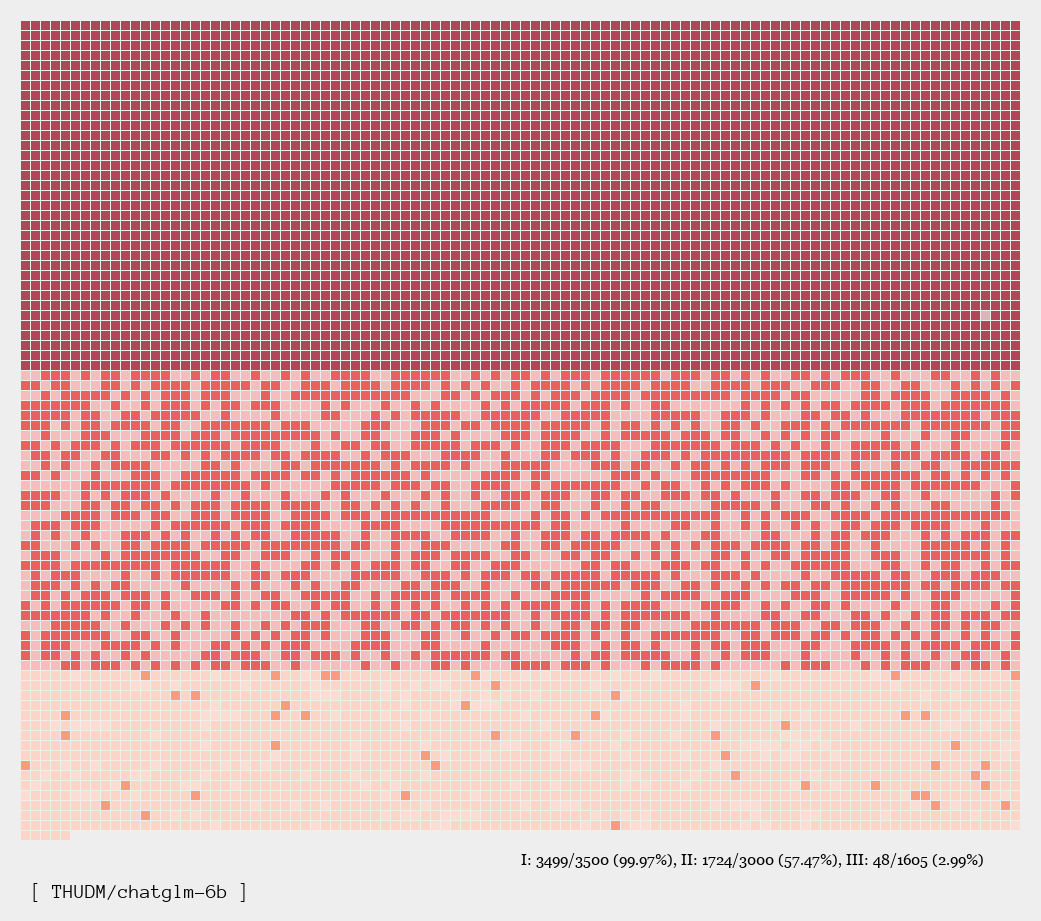 I: 3499/3500 (99.97%), II: 1724/3000 (57.47%), III: 48/1605 (2.99%)
[ THUDM/chatglm-6b ]